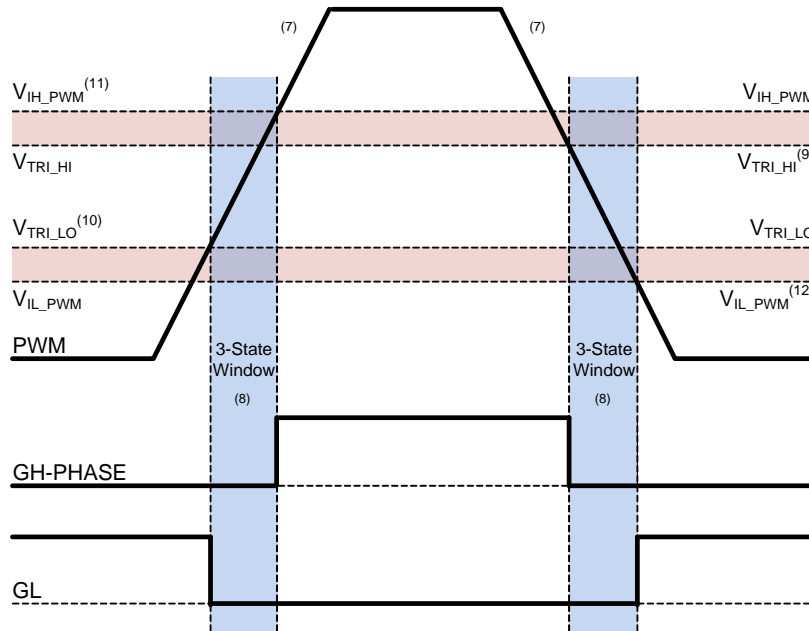 (7) (7)
V_IH_PWM(11) V_IH_PWM
V_TRI_HI V_TRI_HI(9
V_TRI_LO(10) V_TRI_LO
V_IL_PWM V_IL_PWM(12
PWM
3-State
Window
(8)
3-State
Window
(8)
GH-PHASE
GL